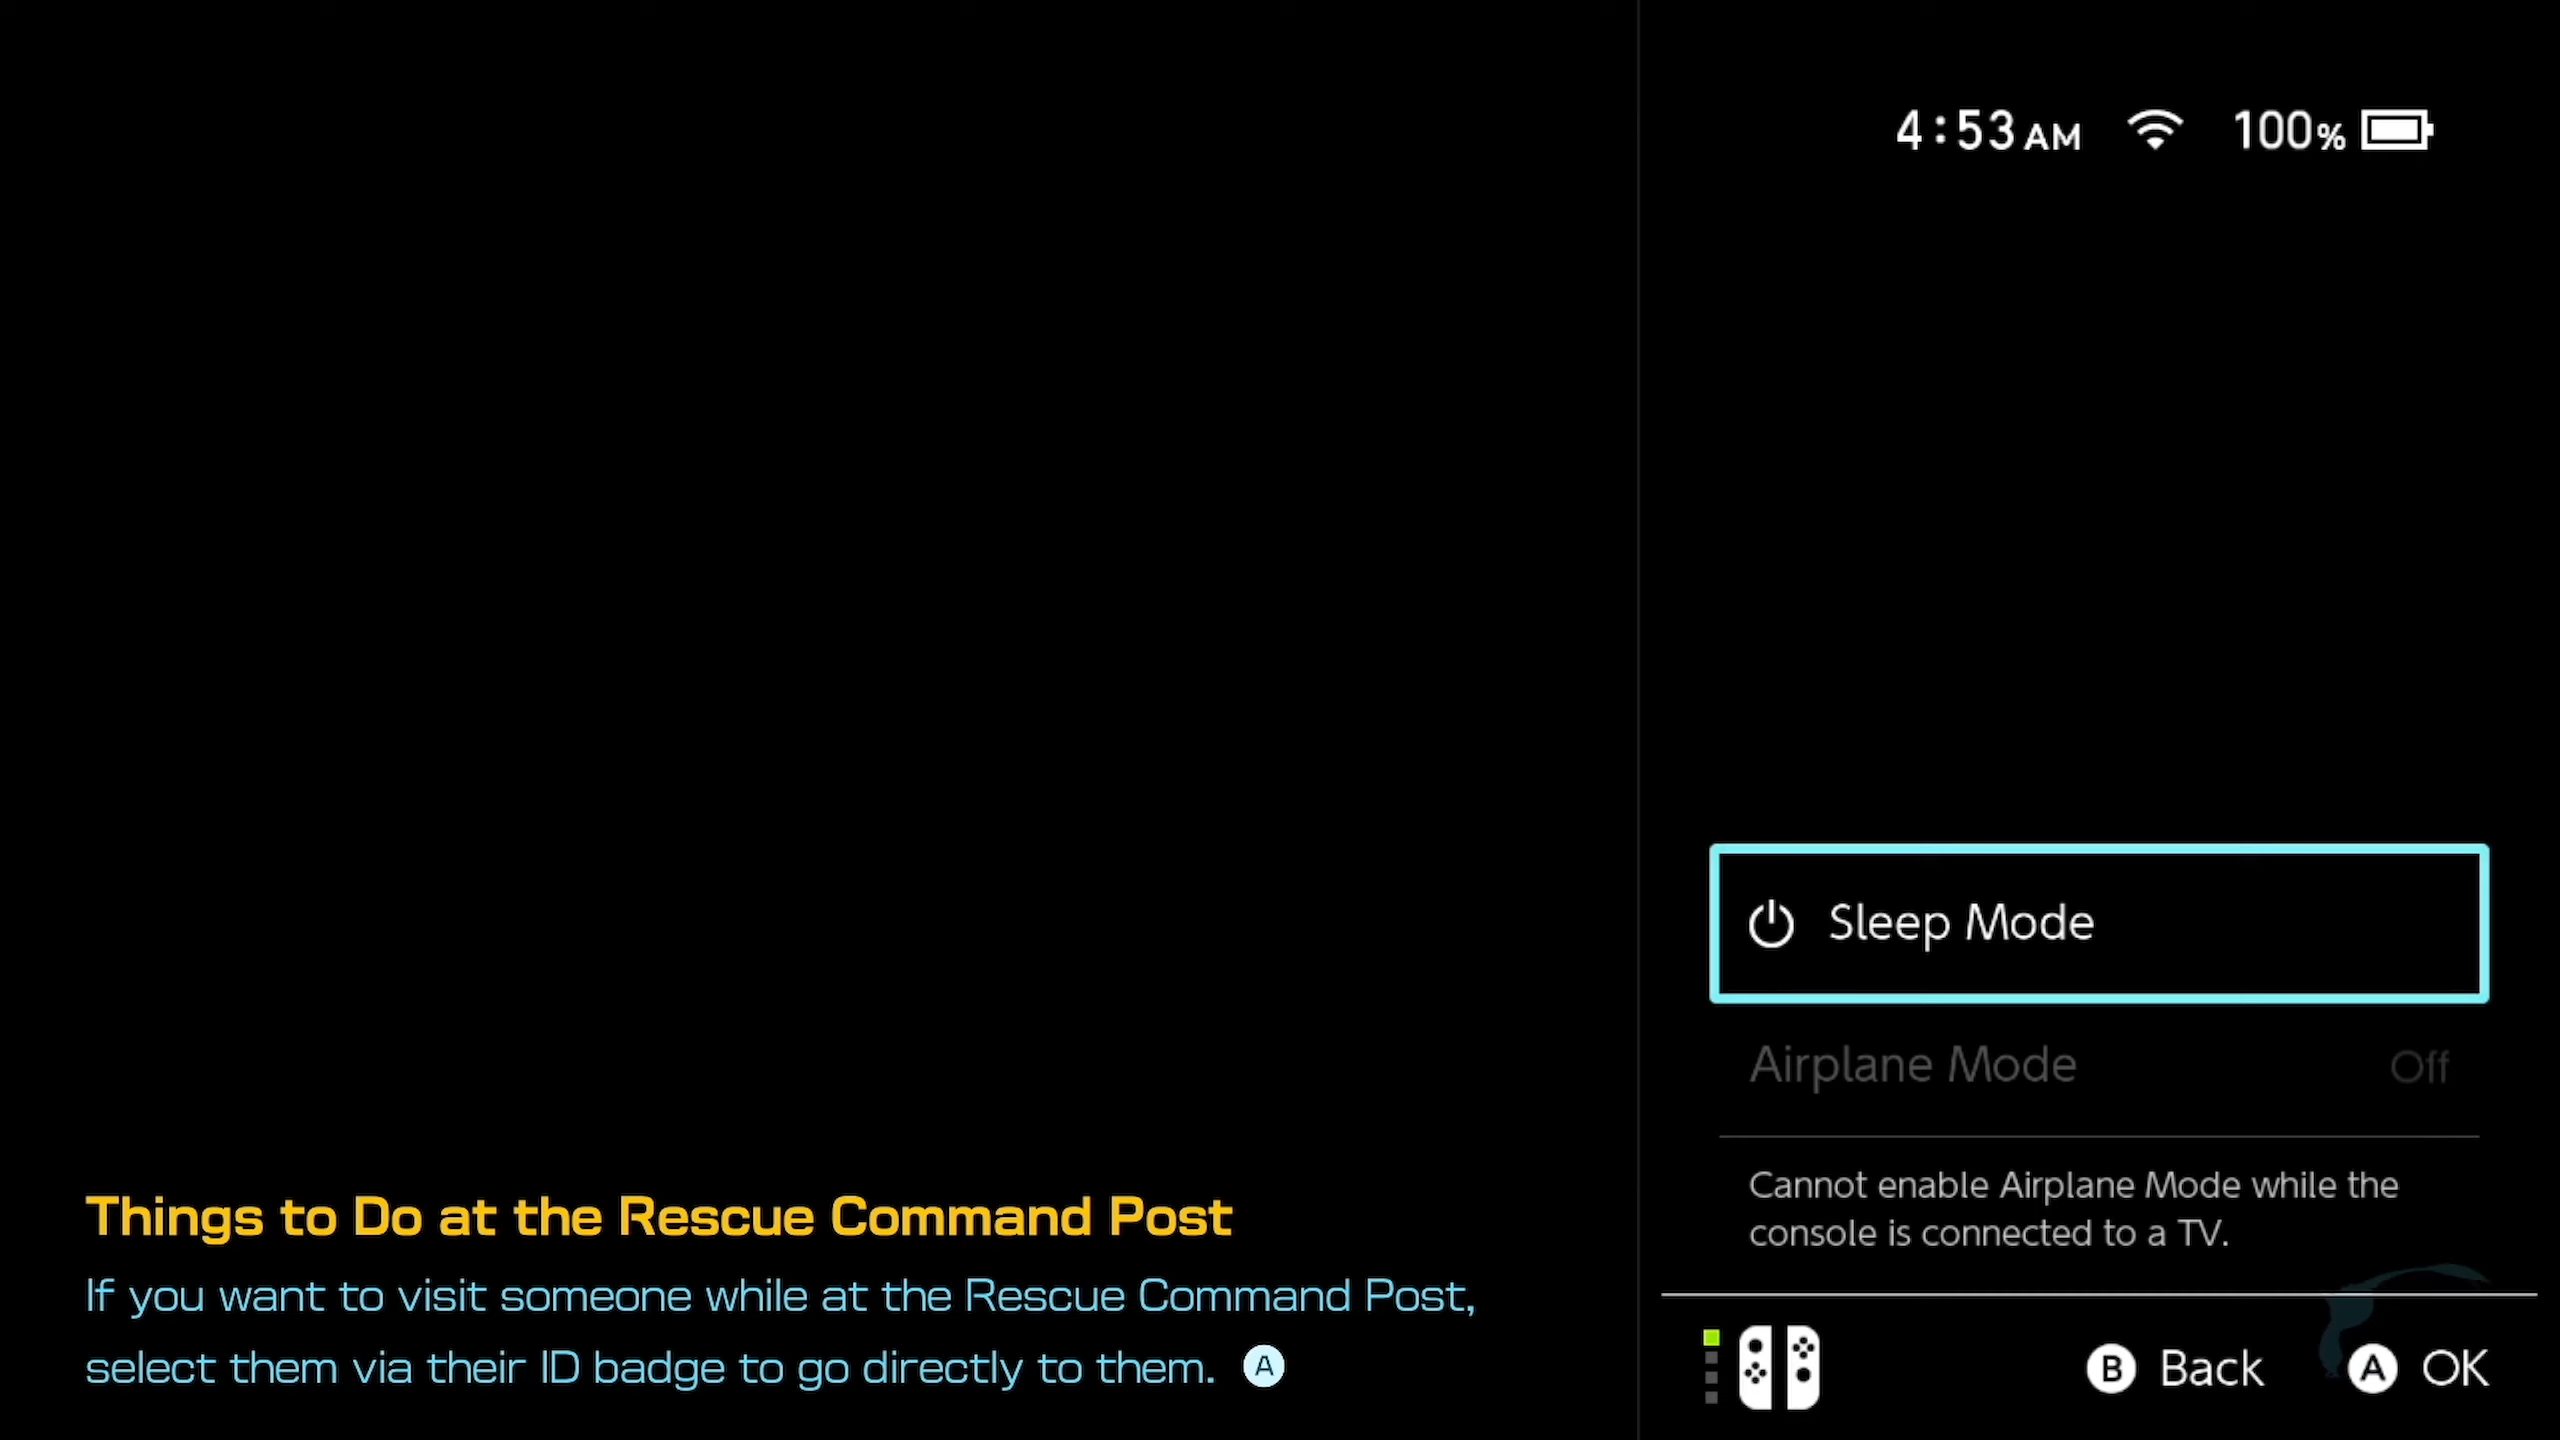 4:53 AM 100%
Sleep Mode
Airplane Mode Off
Cannot enable Airplane Mode while the
console is connected to a TV.
Things to Do at the Rescue Command Post
If you want to visit someone while at the Rescue Command Post,
select them via their ID badge to go directly to them. A
B Back A OK